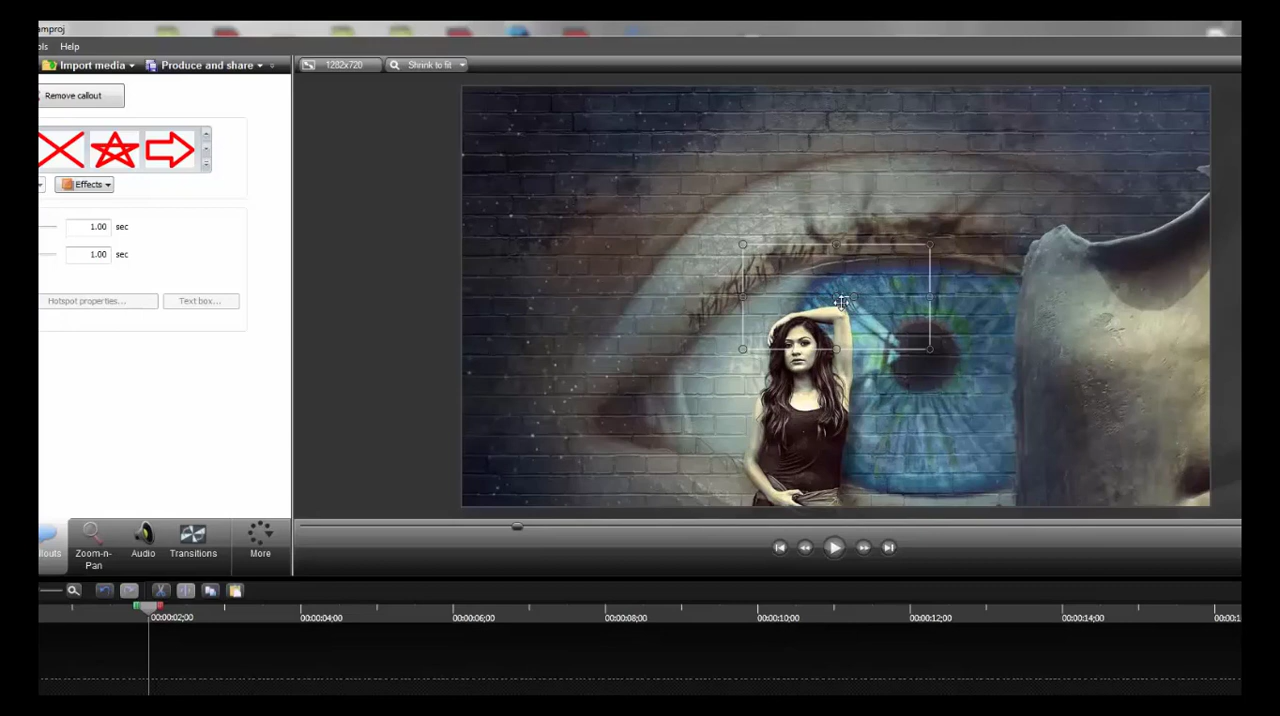 amproj
ols Help
Import media Produce and share 1282x720 Shrink to fit
Remove callout
Effects
1.00 sec
1.00 sec
Hotspot properties... Text box...
louts Zoom-n-Pan Audio Transitions More
00:00:02;00 00:00:04;00 00:00:06;00 00:00:08;00 00:00:10;00 00:00:12;00 00:00:14;00 00:00:1